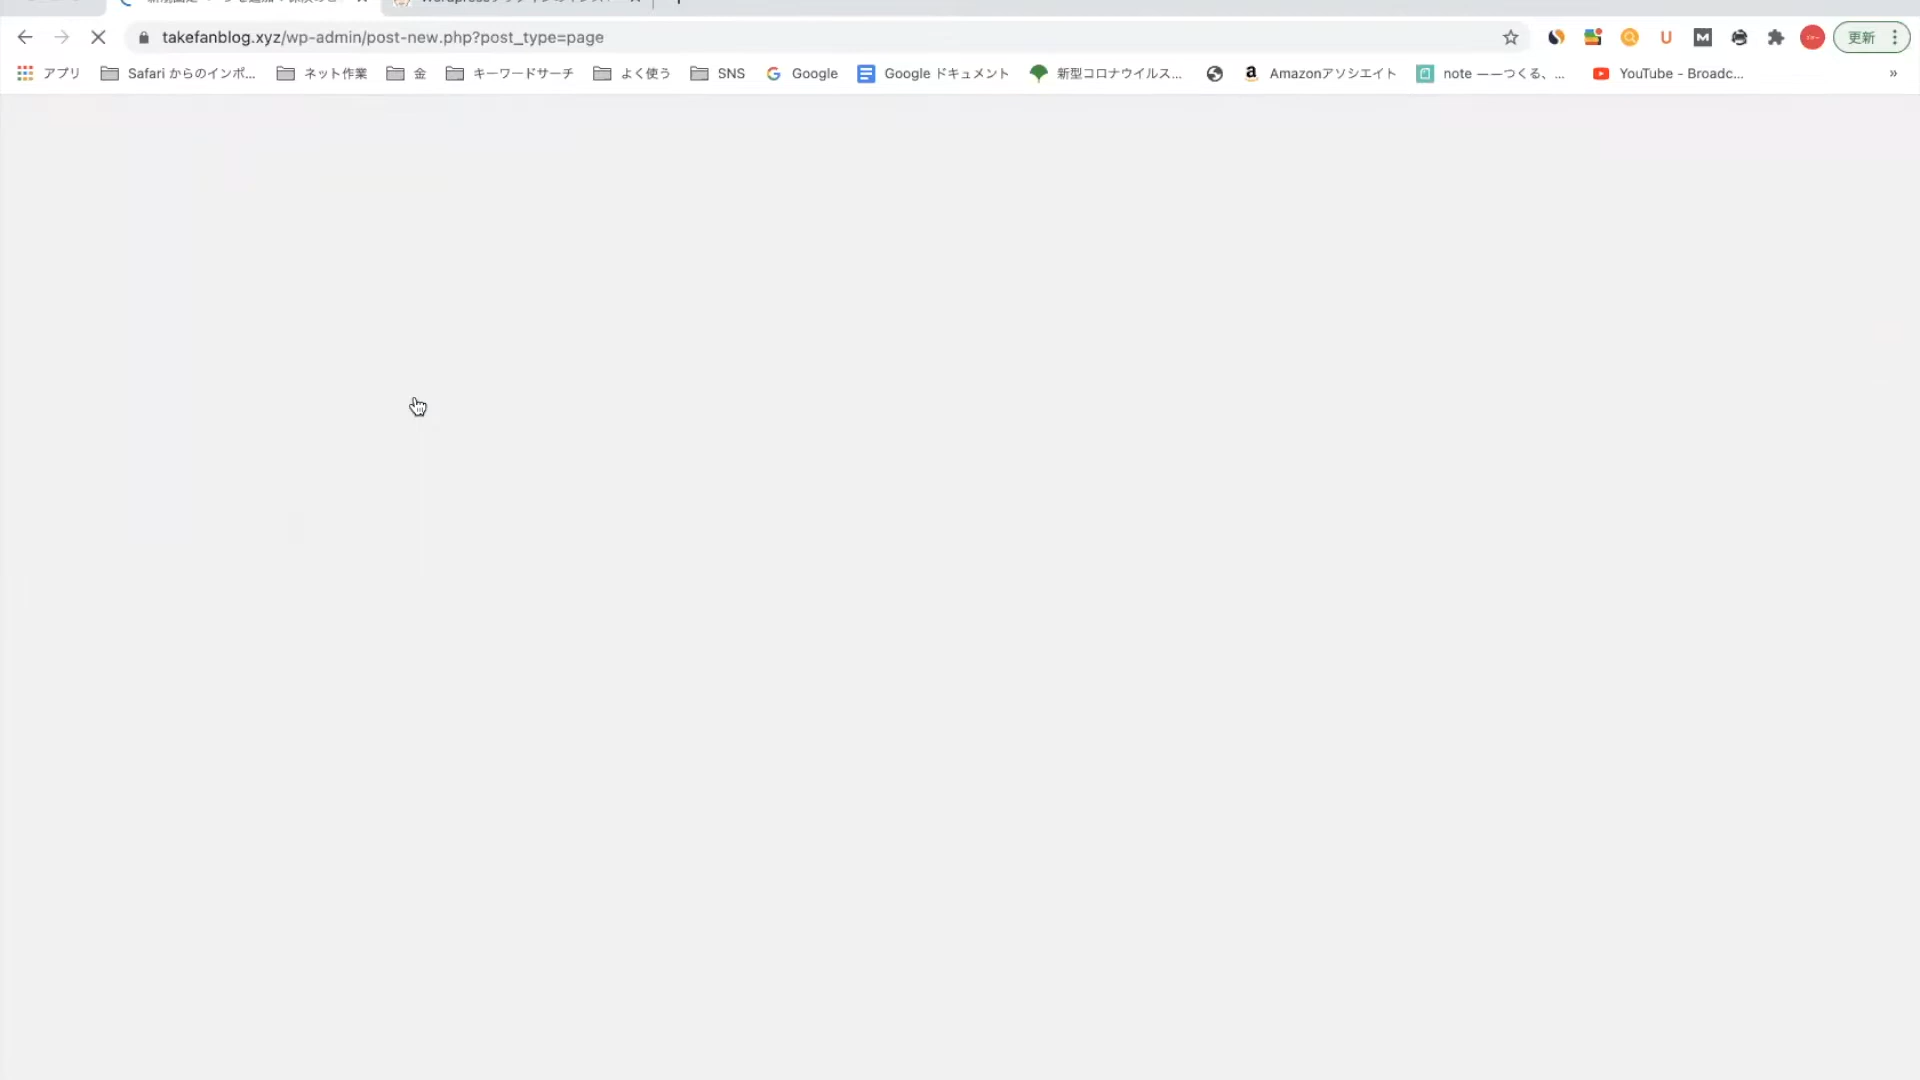 takefanblog.xyz/wp-admin/post-new.php?post_type=page
更新
アプリ
Safari からのインポ...
ネット作業
金
キーワードサーチ
よく使う
SNS
Google
Google ドキュメント
新型コロナウイルス...
Amazonアソシエイト
note ——つくる、...
YouTube - Broadc...
»